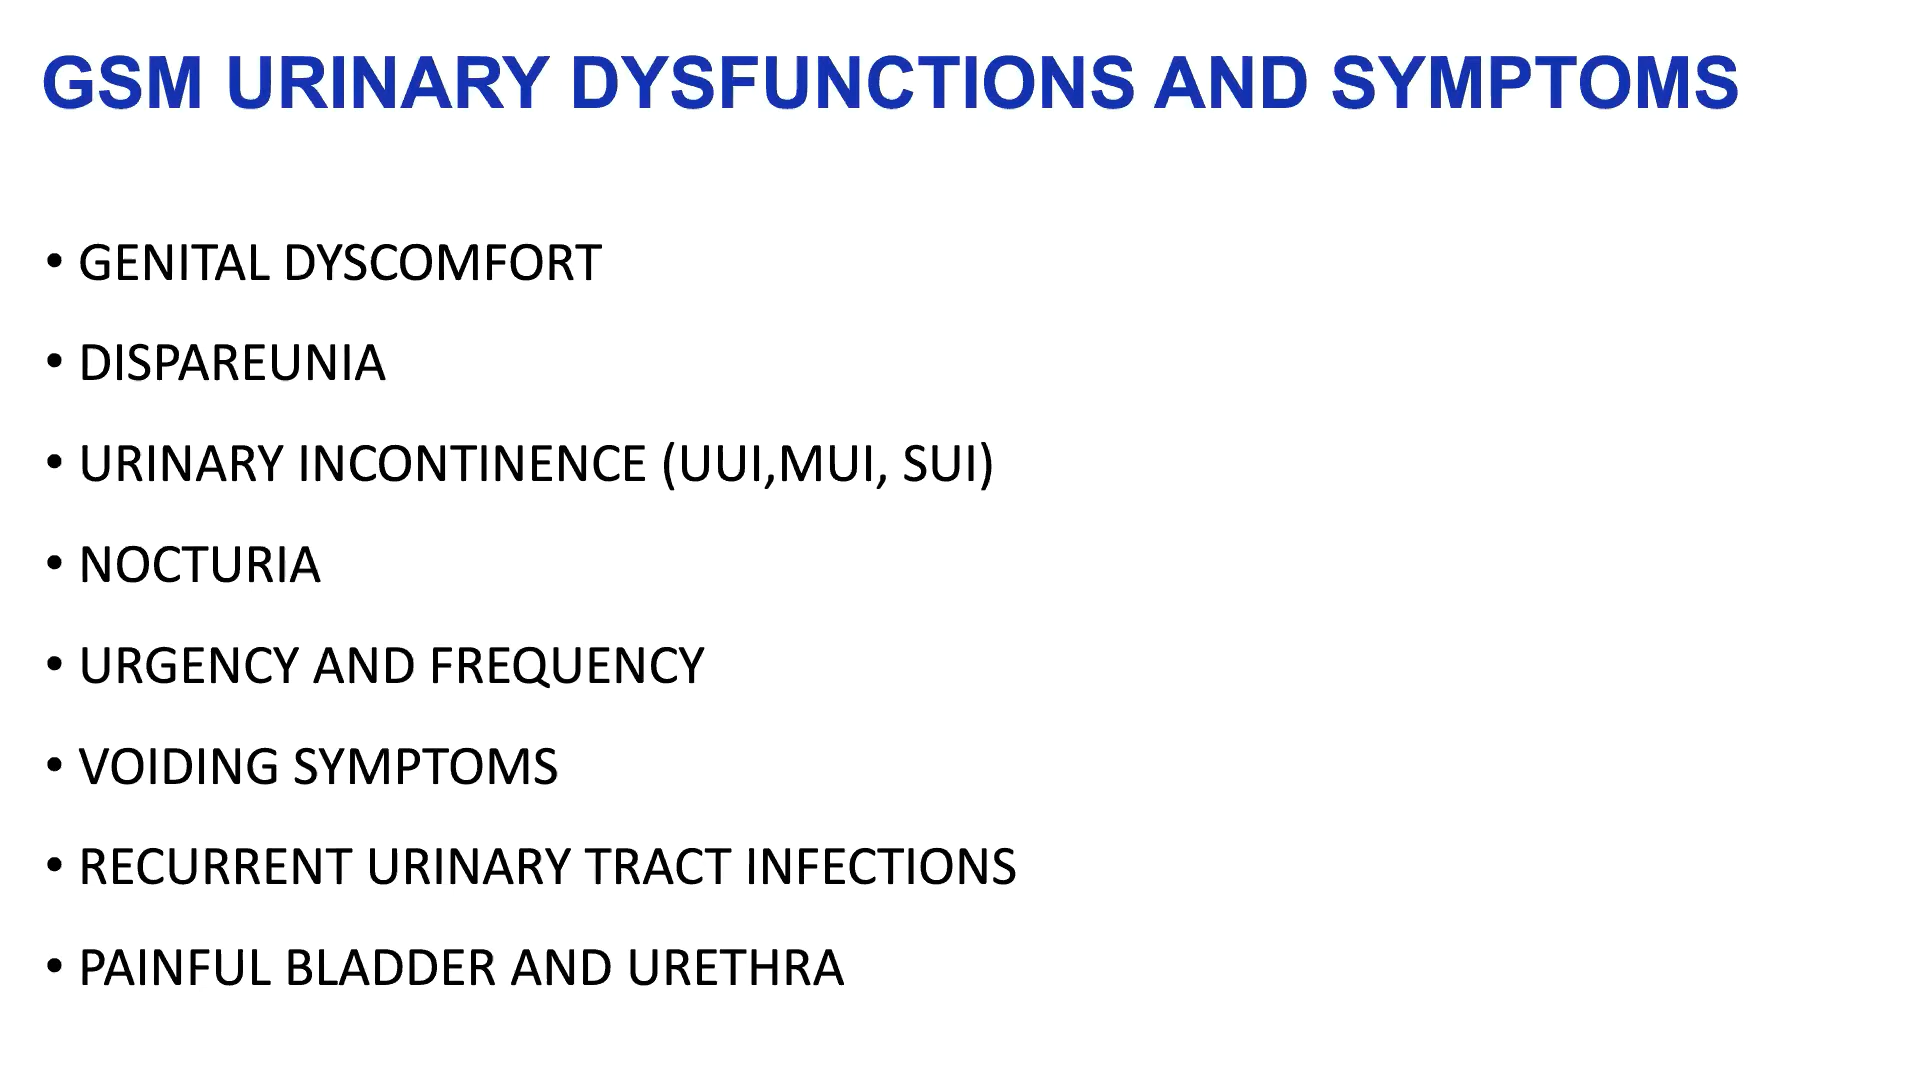 GSM URINARY DYSFUNCTIONS AND SYMPTOMS
• GENITAL DYSCOMFORT
• DISPAREUNIA
• URINARY INCONTINENCE (UUI,MUI, SUI)
• NOCTURIA
• URGENCY AND FREQUENCY
• VOIDING SYMPTOMS
• RECURRENT URINARY TRACT INFECTIONS
• PAINFUL BLADDER AND URETHRA